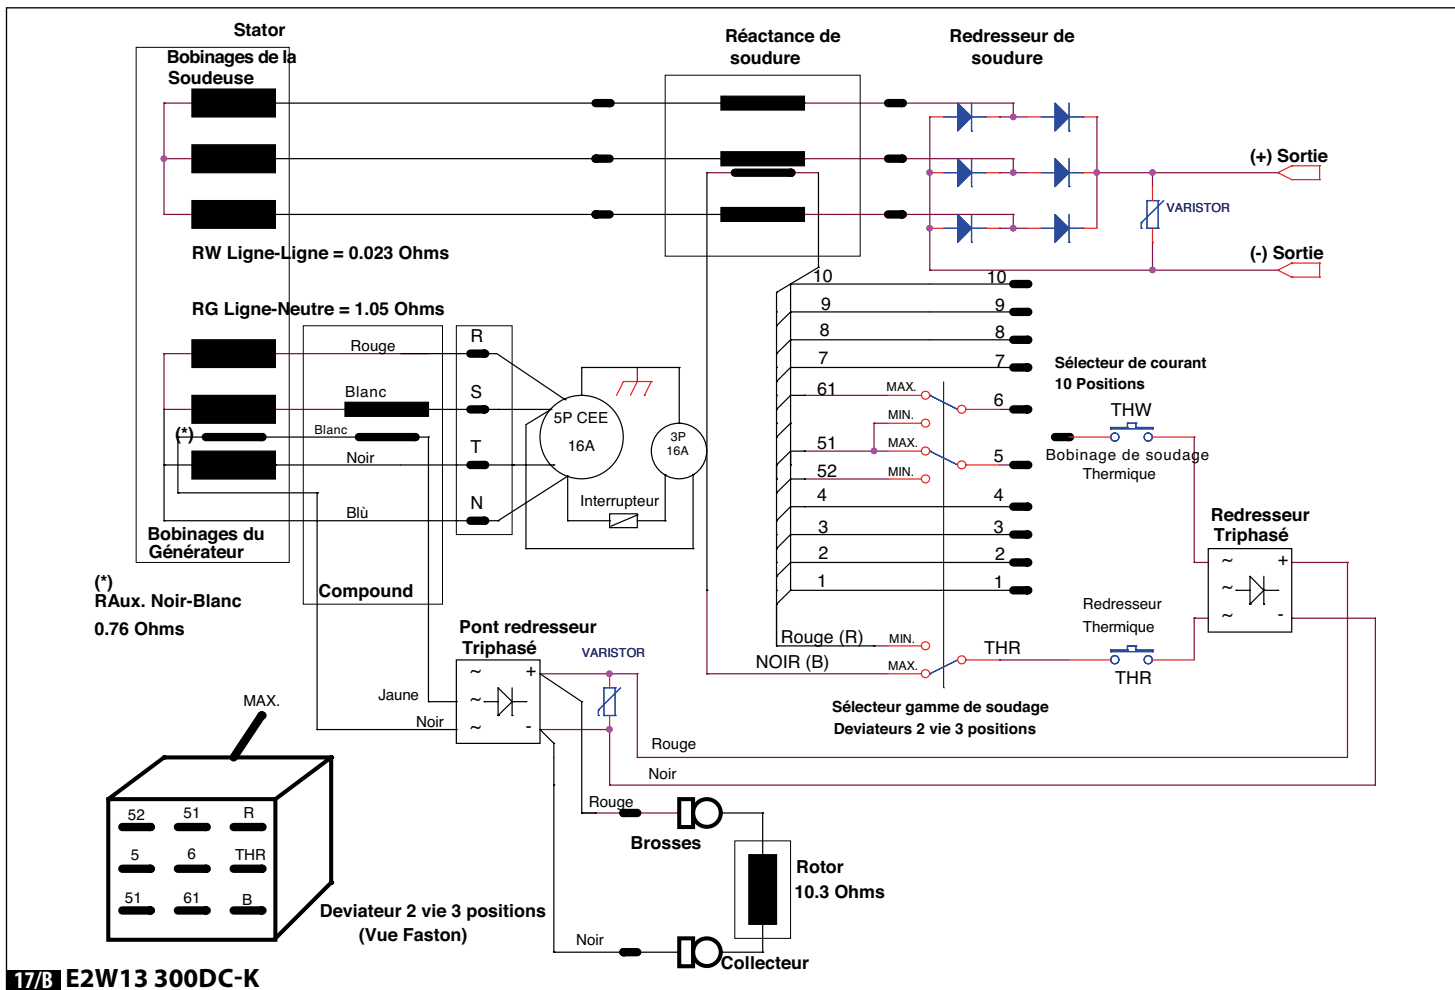 Stator
Bobinages de la
Soudeuse
Réactance de
soudure
Redresseur de
soudure
(+) Sortie
VARISTOR
(-) Sortie
RW Ligne-Ligne = 0.023 Ohms
RG Ligne-Neutre = 1.05 Ohms
10 10
9 9
8 8
7 7
61 MAX. 6
MIN.
51 MAX. 5
52 MIN.
4 4
3 3
2 2
1 1
Rouge (R) MIN.
NOIR (B) MAX.
THR
Rouge R
Blanc S
(*) Blanc
Noir T
Blù N
5P CEE
16A
3P
16A
Interrupteur
Bobinages du
Générateur
Compound
(*)
RAux. Noir-Blanc
0.76 Ohms
Sélecteur de courant
10 Positions
THW
Bobinage de soudage
Thermique
Redresseur
Triphasé
~ +
~
~ -
Redresseur
Thermique
THR
Sélecteur gamme de soudage
Deviateurs 2 vie 3 positions
Pont redresseur
Triphasé
VARISTOR
~ +
Jaune ~
Noir ~ -
Rouge
Noir
Rouge
Brosses
Rotor
10.3 Ohms
Noir
Collecteur
MAX.
52 51 R
5 6 THR
51 61 B
Deviateur 2 vie 3 positions
(Vue Faston)
17/B E2W13 300DC-K